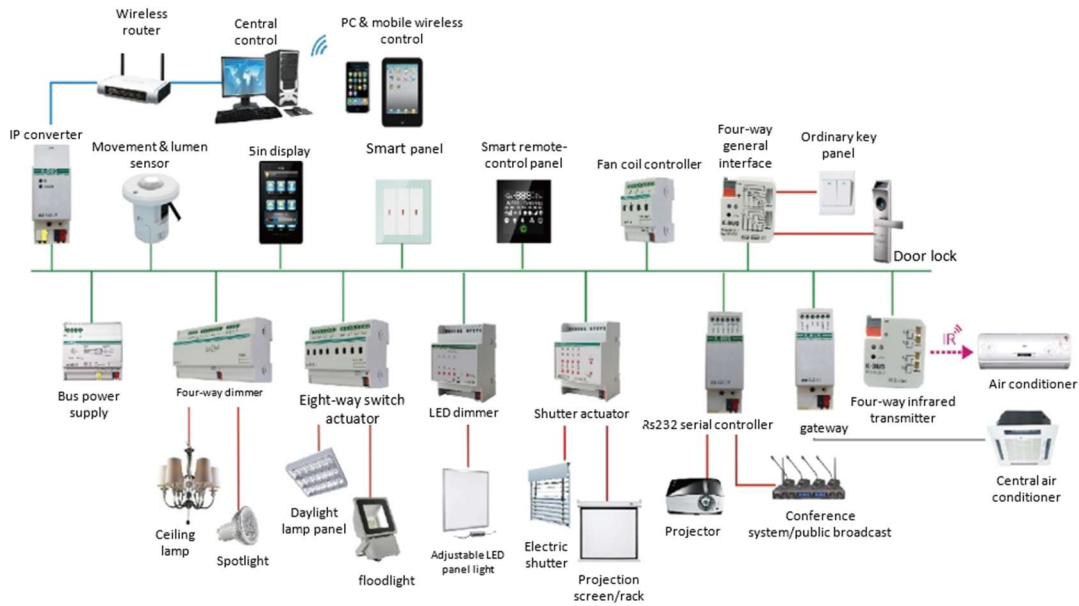 Wireless
router
Central
control
PC & mobile wireless
control
IP converter
Movement & lumen
sensor
5in display
Smart panel
Smart remote-
control panel
Fan coil controller
Four-way
general
interface
Ordinary key
panel
Door lock
K-BUS
Bus power
supply
Four-way dimmer
Eight-way switch
actuator
LED dimmer
Shutter actuator
Rs232 serial controller
gateway
K-BUS
IR
Four-way infrared
transmitter
Air conditioner
Central air
conditioner
Ceiling
lamp
Spotlight
Daylight
lamp panel
floodlight
Adjustable LED
panel light
Electric
shutter
Projection
screen/rack
Projector
Conference
system/public broadcast